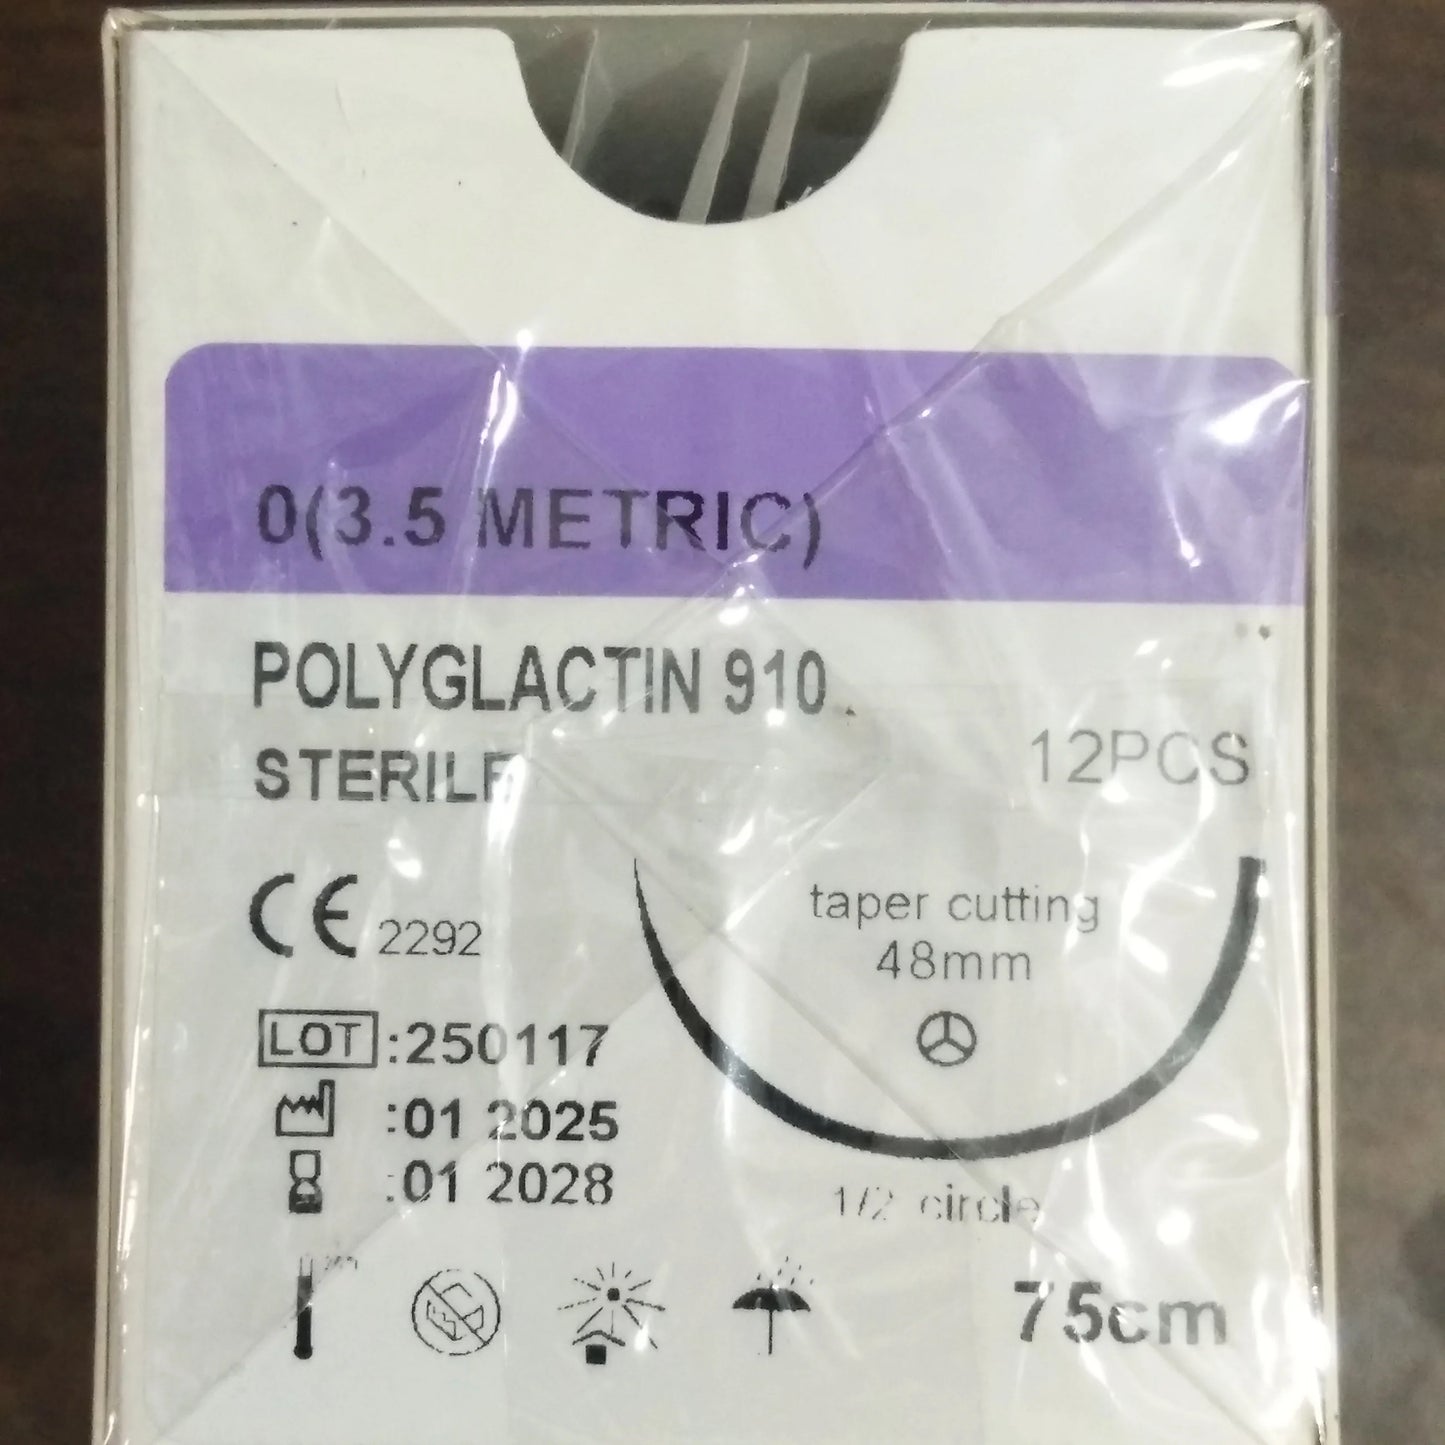 0(3.5 METRIC)
POLYGLACTIN 910
STERILE
12PCS
CE 2292
taper cutting
48mm
LOT :250117
:01 2025
:01 2028
1/2 circle
75cm